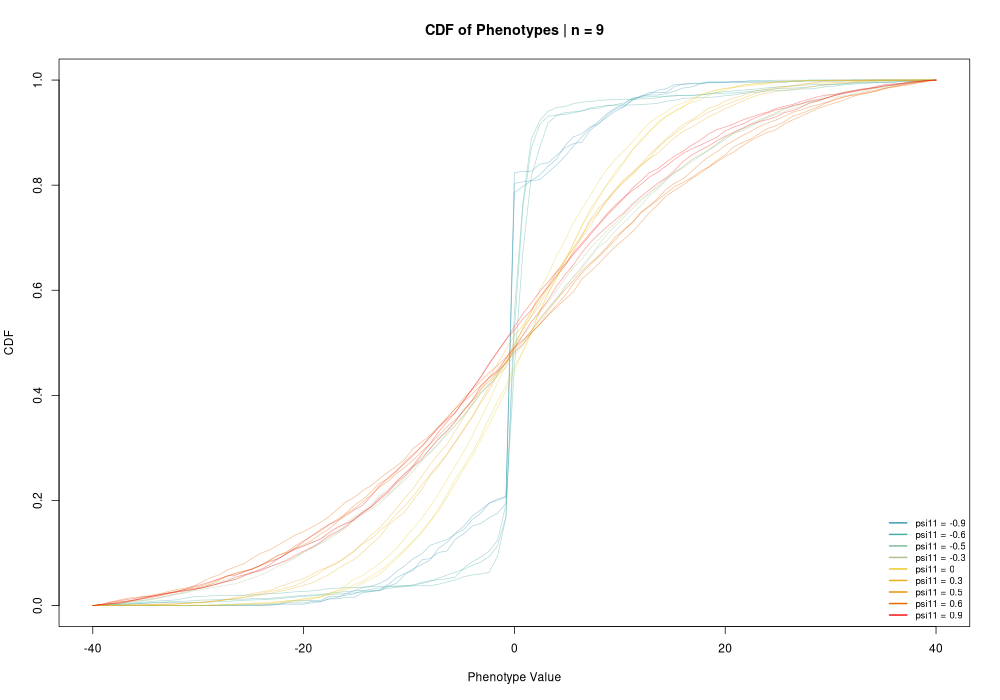 CDF of Phenotypes | n = 9
CDF
1.0
0.8
0.6
0.4
0.2
0.0
psi11 = -0.9
psi11 = -0.6
psi11 = -0.5
psi11 = -0.3
psi11 = 0
psi11 = 0.3
psi11 = 0.5
psi11 = 0.6
psi11 = 0.9
-40 -20 0 20 40
Phenotype Value